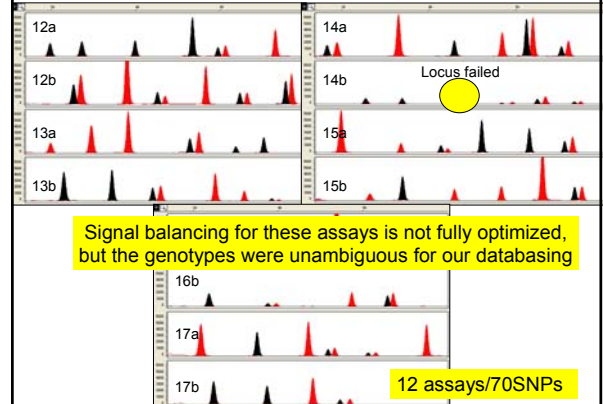 12a
12b
13a
13b
14a
14b
Locus failed
15a
15b
Signal balancing for these assays is not fully optimized,
but the genotypes were unambiguous for our databasing
16b
17a
17b
12 assays/70SNPs